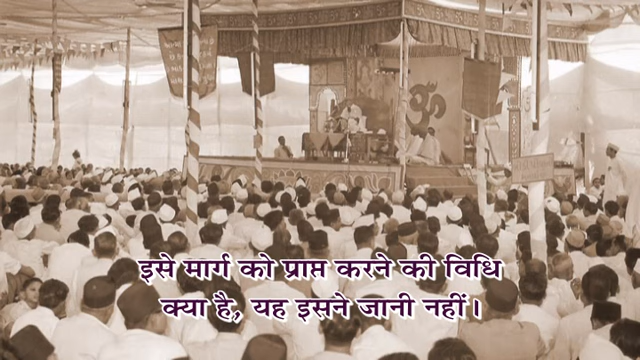 ॐ
इसे मार्ग को प्राप्त करने की विधि
क्या है, यह इसने जानी नहीं।